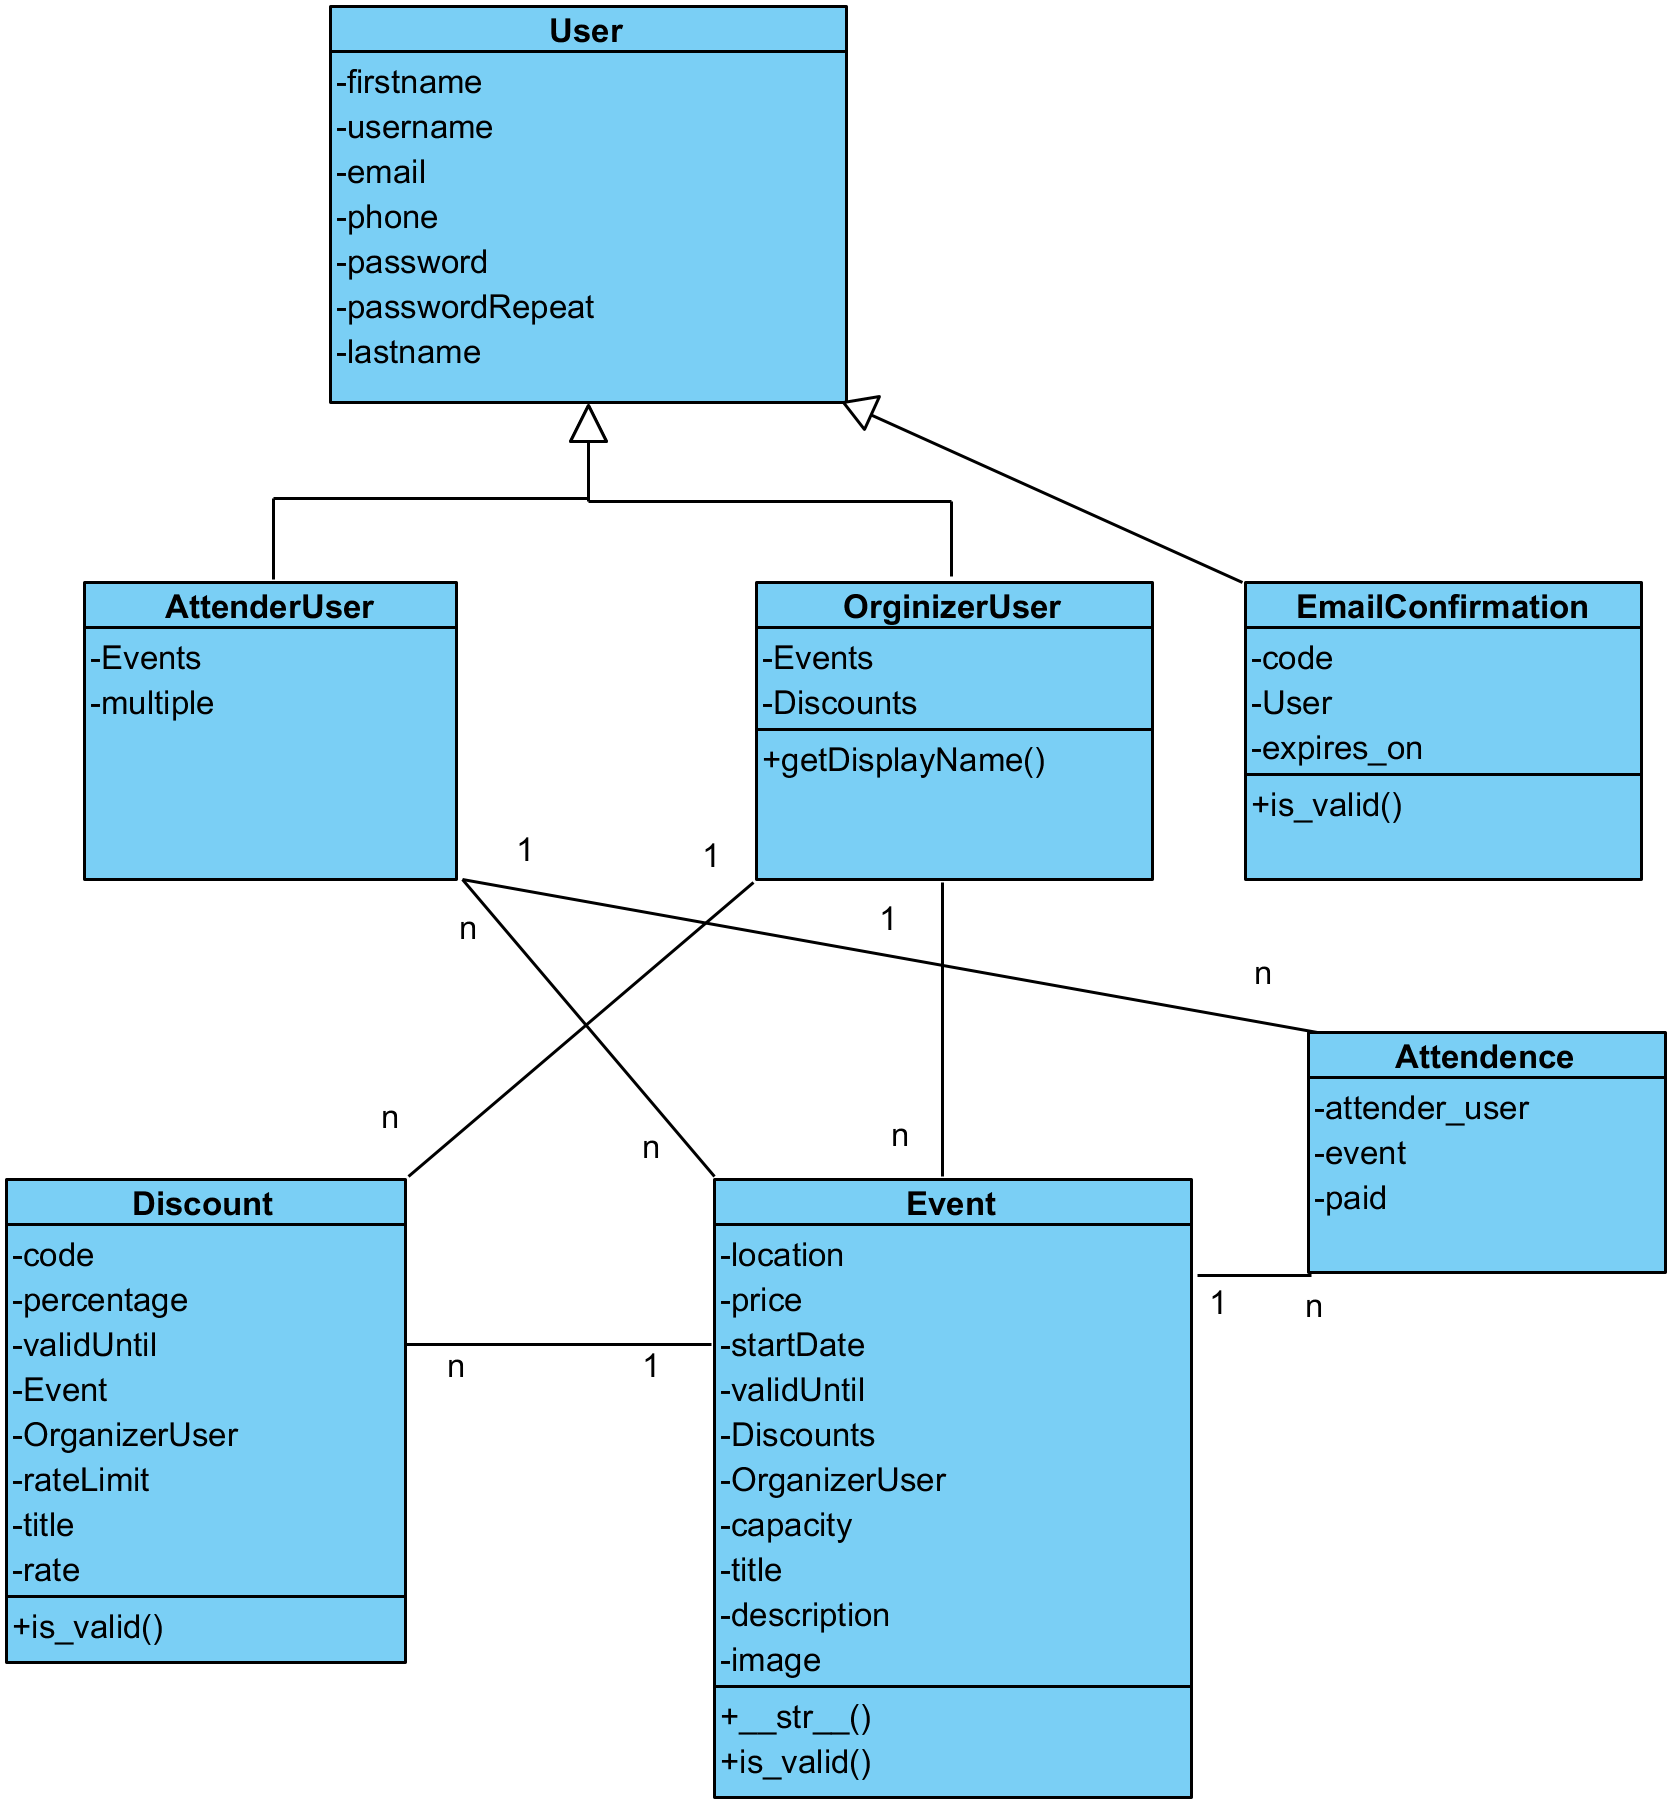 User
-firstname
-username
-email
-phone
-password
-passwordRepeat
-lastname
AttenderUser
-Events
-multiple
OrginizerUser
-Events
-Discounts
+getDisplayName()
EmailConfirmation
-code
-User
-expires_on
+is_valid()
1
1
n
1
n
n
n
n
Attendence
-attender_user
-event
-paid
Discount
-code
-percentage
-validUntil
-Event
-OrganizerUser
-rateLimit
-title
-rate
+is_valid()
n
1
Event
-location
-price
-startDate
-validUntil
-Discounts
-OrganizerUser
-capacity
-title
-description
-image
+__str__()
+is_valid()
1
n